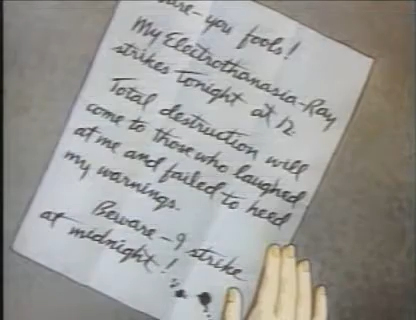 Beware - you fools!
My Electrothanasia-Ray
strikes tonight at 12.
Total destruction will
come to those who laughed
at me and failed to heed
my warnings.
Beware - I strike
at midnight!